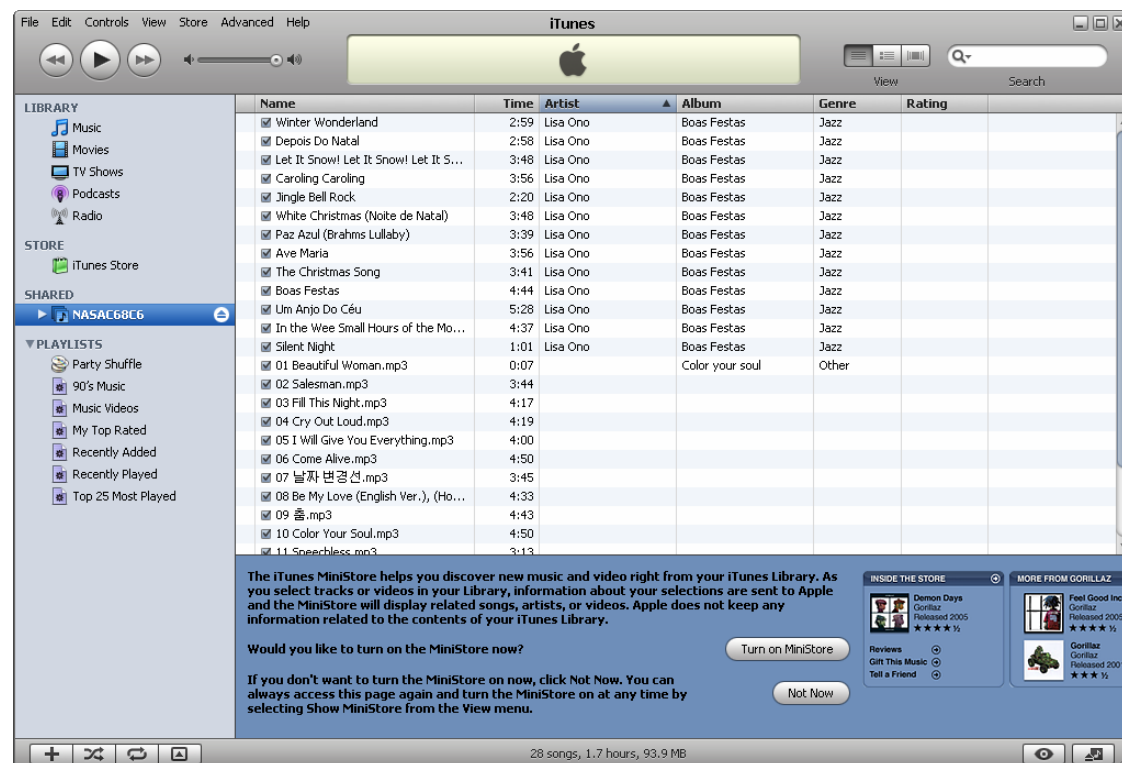 File Edit Controls View Store Advanced Help
iTunes
View
Search
LIBRARY
Music
Movies
TV Shows
Podcasts
Radio
STORE
iTunes Store
SHARED
NASAC68C6
PLAYLISTS
Party Shuffle
90's Music
Music Videos
My Top Rated
Recently Added
Recently Played
Top 25 Most Played
Name Time Artist Album Genre Rating
Winter Wonderland 2:59 Lisa Ono Boas Festas Jazz
Depois Do Natal 2:58 Lisa Ono Boas Festas Jazz
Let It Snow! Let It Snow! Let It S... 3:48 Lisa Ono Boas Festas Jazz
Caroling Caroling 3:56 Lisa Ono Boas Festas Jazz
Jingle Bell Rock 2:20 Lisa Ono Boas Festas Jazz
White Christmas (Noite de Natal) 3:48 Lisa Ono Boas Festas Jazz
Paz Azul (Brahms Lullaby) 3:39 Lisa Ono Boas Festas Jazz
Ave Maria 3:56 Lisa Ono Boas Festas Jazz
The Christmas Song 3:41 Lisa Ono Boas Festas Jazz
Boas Festas 4:44 Lisa Ono Boas Festas Jazz
Um Anjo Do Céu 5:28 Lisa Ono Boas Festas Jazz
In the Wee Small Hours of the Mo... 4:37 Lisa Ono Boas Festas Jazz
Silent Night 1:01 Lisa Ono Boas Festas Jazz
01 Beautiful Woman.mp3 0:07 Color your soul Other
02 Salesman.mp3 3:44
03 Fill This Night.mp3 4:17
04 Cry Out Loud.mp3 4:19
05 I Will Give You Everything.mp3 4:00
06 Come Alive.mp3 4:50
07 날짜 변경선.mp3 3:45
08 Be My Love (English Ver.), (Ho... 4:33
09 춤.mp3 4:43
10 Color Your Soul.mp3 4:50
11 Speechless.mp3 3:13
The iTunes MiniStore helps you discover new music and video right from your iTunes Library. As
you select tracks or videos in your Library, information about your selections are sent to Apple
and the MiniStore will display related songs, artists, or videos. Apple does not keep any
information related to the contents of your iTunes Library.
Would you like to turn on the MiniStore now?
Turn on MiniStore
If you don't want to turn the MiniStore on now, click Not Now. You can
always access this page again and turn the MiniStore on at any time by
selecting Show MiniStore from the View menu.
Not Now
INSIDE THE STORE
Demon Days
Gorillaz
Released 2005
Reviews
Gift This Music
Tell a Friend
MORE FROM GORILLAZ
Feel Good Inc
Gorillaz
Released 2005
Gorillaz
Gorillaz
Released 200
28 songs, 1.7 hours, 93.9 MB